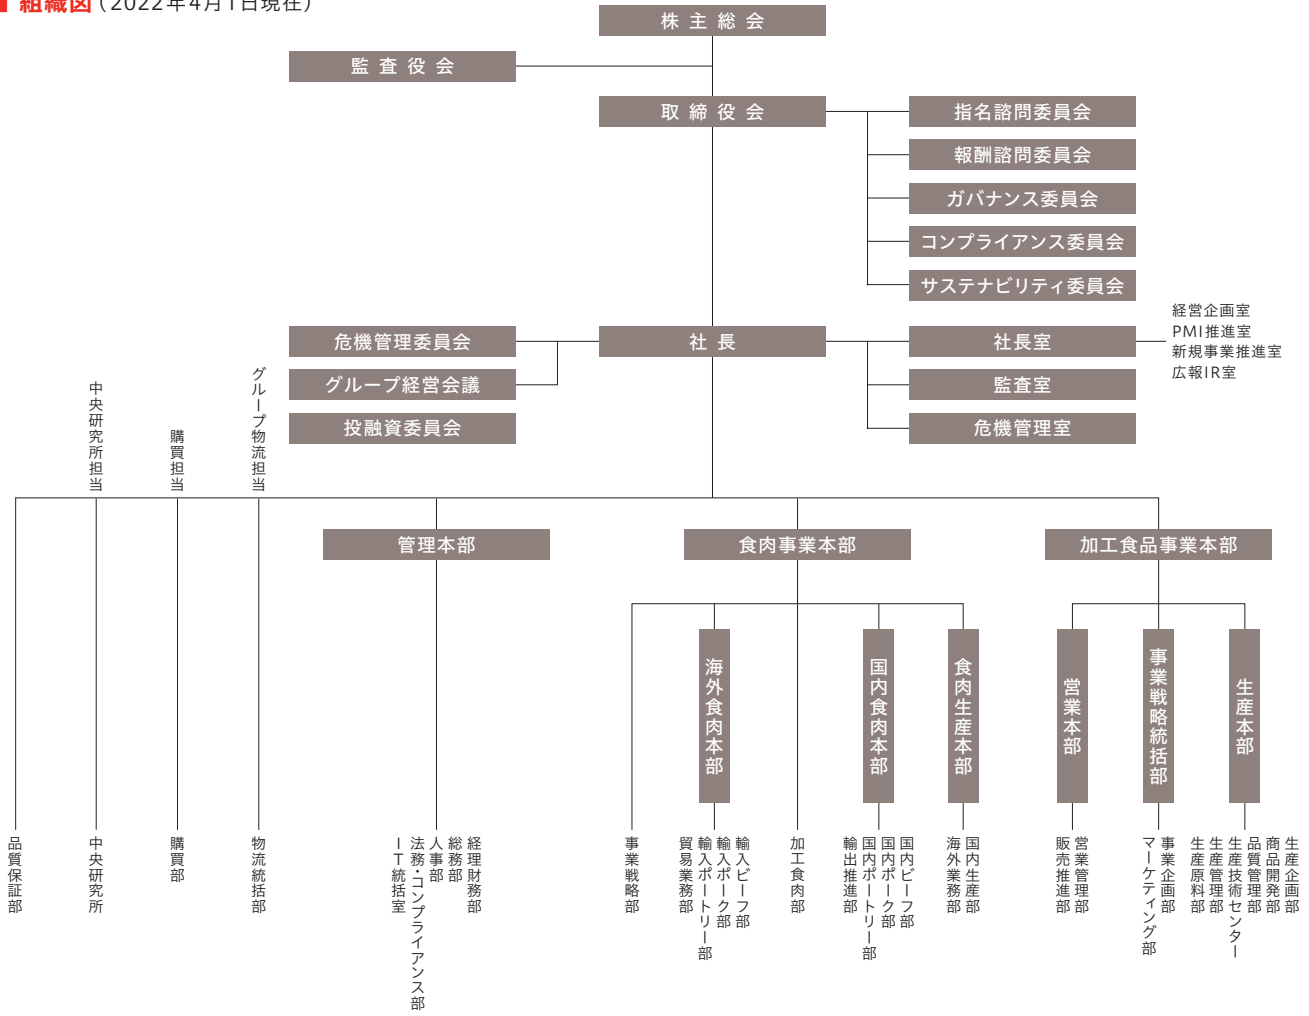 組織図（2022年4月1日現在）
株主総会
監査役会
取締役会
指名諮問委員会
報酬諮問委員会
ガバナンス委員会
コンプライアンス委員会
サステナビリティ委員会
危機管理委員会
グループ経営会議
投融資委員会
社長
社長室
監査室
危機管理室
経営企画室
PMI推進室
新規事業推進室
広報IR室
中央研究所担当
購買担当
グループ物流担当
管理本部
食肉事業本部
加工食品事業本部
海外食肉本部
国内食肉本部
食肉生産本部
営業本部
事業戦略統括部
生産本部
品質保証部
中央研究所
購買部
物流統括部
経理財務部
総務部
人事部
法務・コンプライアンス部
IT統括室
事業戦略部
輸入ビーフ部
輸入ポーク部
輸入ポートリー部
貿易業務部
加工食肉部
国内ビーフ部
国内ポーク部
国内ポートリー部
輸出推進部
国内生産部
海外業務部
営業管理部
販売推進部
事業企画部
マーケティング部
生産企画部
商品開発部
品質管理部
生産技術センター
生産管理部
生産原料部